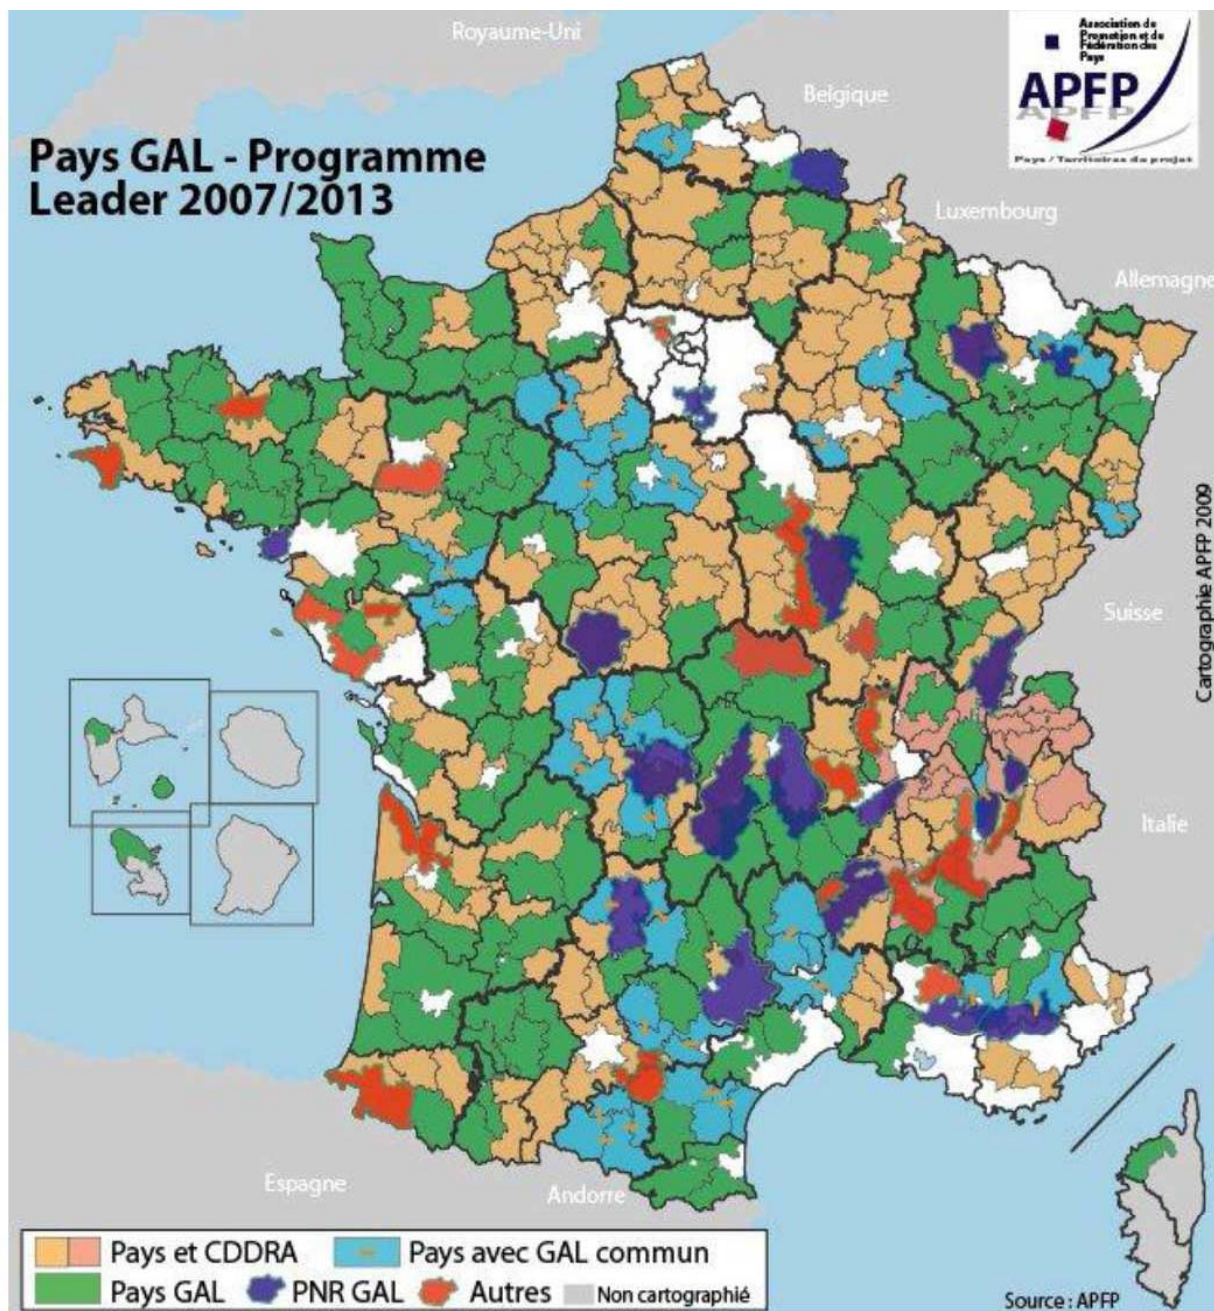 Royaume-Uni
Association de
Promotion et de
Fédération des
Pays
APFP
APFP
Pays / Territoires de projet
Belgique
Pays GAL - Programme
Leader 2007/2013
Luxembourg
Allemagne
Cartographie APFP 2009
Suisse
Italie
Espagne
Andorre
Pays et CDDRA
Pays avec GAL commun
Pays GAL
PNR GAL
Autres
Non cartographié
Source : APFP